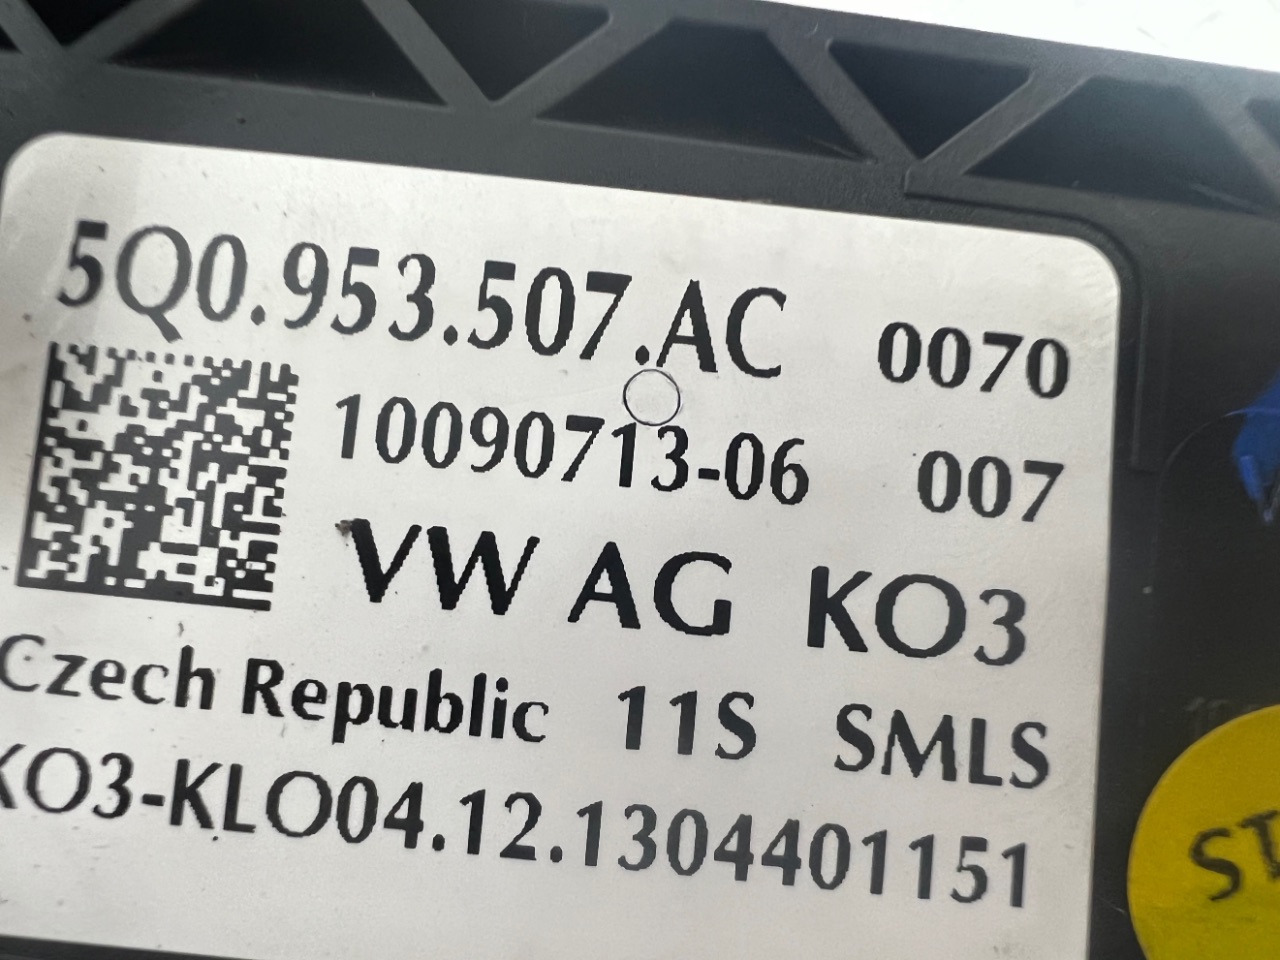 5Q0.953.507.AC 0070
10090713-06 007
VW AG KO3
Czech Republic 11S SMLS
KO3-KLO04.12.1304401151